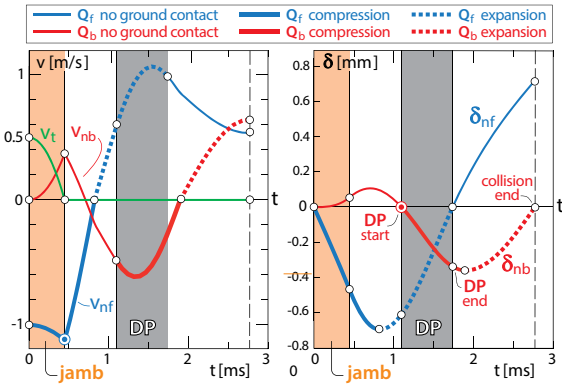 Qf no ground contact Qf compression Qf expansion
Qb no ground contact Qb compression Qb expansion
v [m/s]
1
0.5
0
-1
0
1
2
3
vt
vnb
vnf
DP
t
t [ms]
jamb
δ [mm]
0.8
0.6
0.4
0.2
0
-0.2
-0.4
-0.6
-0.8
0
0
1
2
3
δnf
δnb
collision
end
DP
start
DP
end
DP
t
t [ms]
jamb